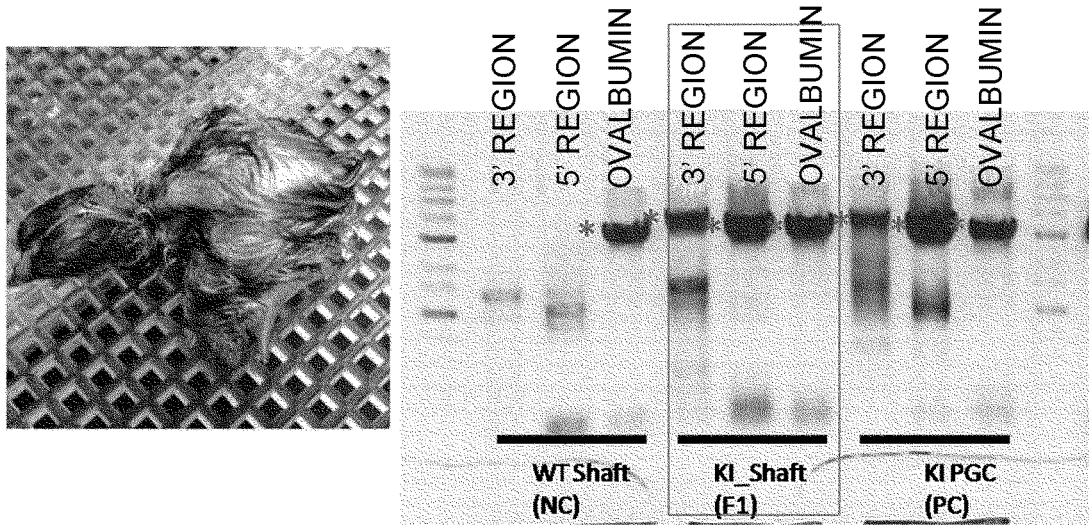 3' REGION
5' REGION
OVALBUMIN
3' REGION
5' REGION
OVALBUMIN
3' REGION
5' REGION
OVALBUMIN
* * * * * * *
WT Shaft
(NC)
KI_Shaft
(F1)
KI PGC
(PC)